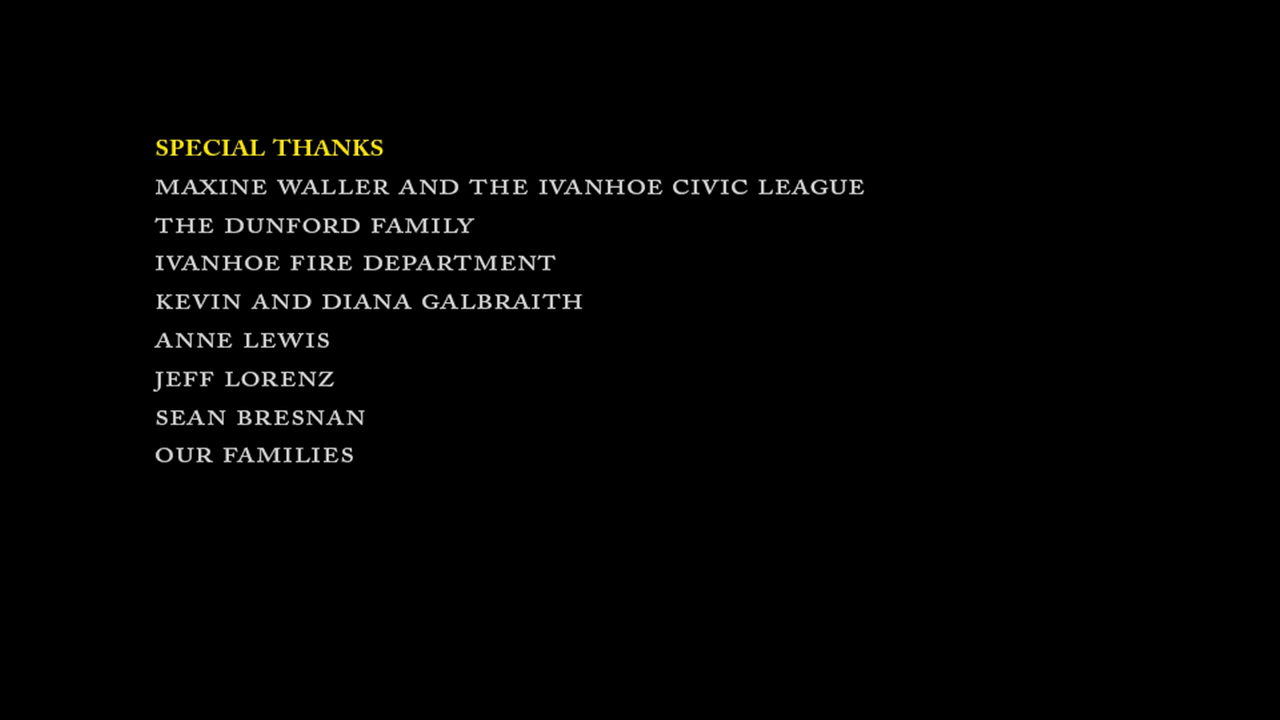 SPECIAL THANKS
MAXINE WALLER AND THE IVANHOE CIVIC LEAGUE
THE DUNFORD FAMILY
IVANHOE FIRE DEPARTMENT
KEVIN AND DIANA GALBRAITH
ANNE LEWIS
JEFF LORENZ
SEAN BRESNAN
OUR FAMILIES